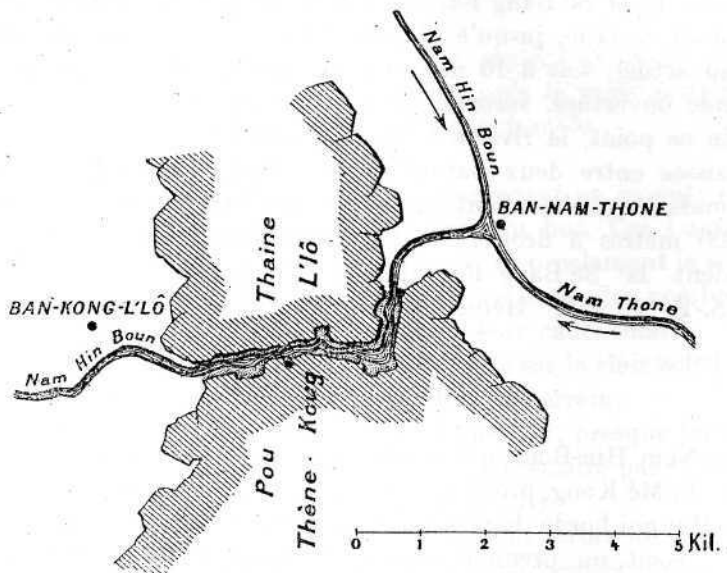 Nam Hin Boun
BAN-NAM-THONE
Nam Thone
Thaine L'lô
BAN-KONG-L'LÔ
Nam Hin Boun
Pou
Thène - Koug
0 1 2 3 4 5 Kil.